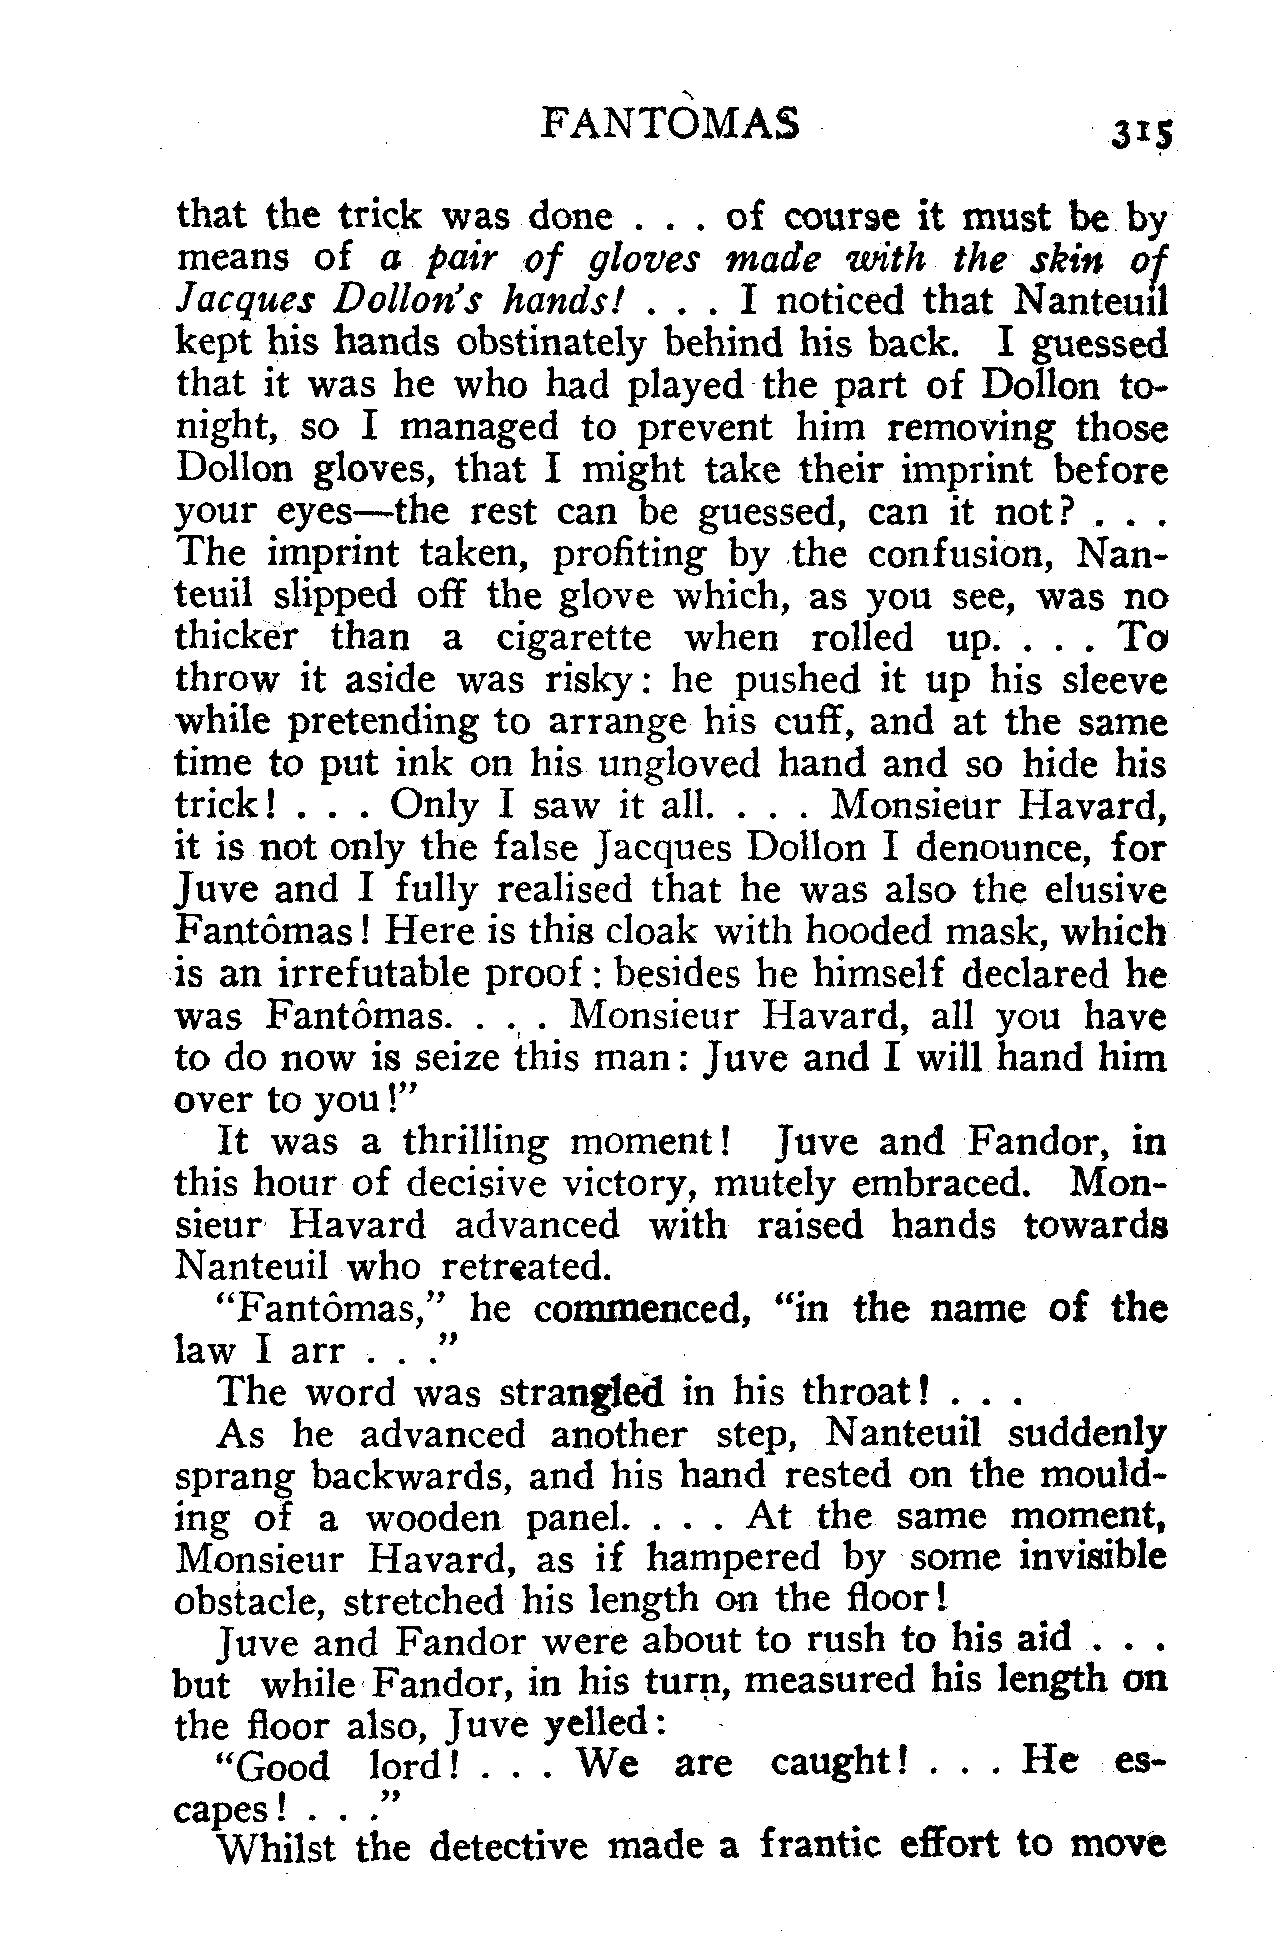 FANTÔMAS 315
that the trick was done . . . of course it must be by
means of a pair of gloves made with the skin of
Jacques Dollon's hands! . . . I noticed that Nanteuil
kept his hands obstinately behind his back. I guessed
that it was he who had played the part of Dollon to-
night, so I managed to prevent him removing those
Dollon gloves, that I might take their imprint before
your eyes—the rest can be guessed, can it not? . . .
The imprint taken, profiting by the confusion, Nan-
teuil slipped off the glove which, as you see, was no
thicker than a cigarette when rolled up. . . . To
throw it aside was risky: he pushed it up his sleeve
while pretending to arrange his cuff, and at the same
time to put ink on his ungloved hand and so hide his
trick! . . . Only I saw it all. . . . Monsieur Havard,
it is not only the false Jacques Dollon I denounce, for
Juve and I fully realised that he was also the elusive
Fantômas! Here is this cloak with hooded mask, which
is an irrefutable proof: besides he himself declared he
was Fantômas. . . . Monsieur Havard, all you have
to do now is seize this man: Juve and I will hand him
over to you!"
It was a thrilling moment! Juve and Fandor, in
this hour of decisive victory, mutely embraced. Mon-
sieur Havard advanced with raised hands towards
Nanteuil who retreated.
"Fantômas," he commenced, "in the name of the
law I arr . . ."
The word was strangled in his throat! . . .
As he advanced another step, Nanteuil suddenly
sprang backwards, and his hand rested on the mould-
ing of a wooden panel. . . . At the same moment,
Monsieur Havard, as if hampered by some invisible
obstacle, stretched his length on the floor!
Juve and Fandor were about to rush to his aid . . .
but while Fandor, in his turn, measured his length on
the floor also, Juve yelled:
"Good lord! . . . We are caught! . . . He es-
capes! . . ."
Whilst the detective made a frantic effort to move